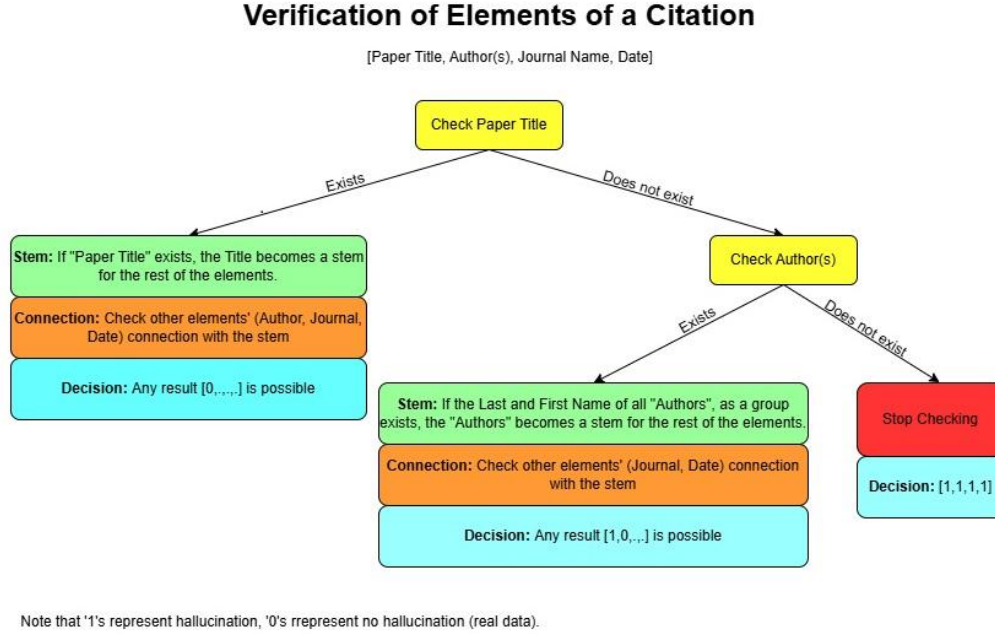 Verification of Elements of a Citation
[Paper Title, Author(s), Journal Name, Date]
Check Paper Title
Exists
Does not exist
Stem: If "Paper Title" exists, the Title becomes a stem
for the rest of the elements.
Connection: Check other elements' (Author, Journal,
Date) connection with the stem
Decision: Any result [0,.,.,.] is possible
Check Author(s)
Exists
Does not exist
Stem: If the Last and First Name of all "Authors", as a group
exists, the "Authors" becomes a stem for the rest of the elements.
Connection: Check other elements' (Journal, Date) connection
with the stem
Decision: Any result [1,0,.,.] is possible
Stop Checking
Decision: [1,1,1,1]
Note that '1's represent hallucination, '0's rrepresent no hallucination (real data).